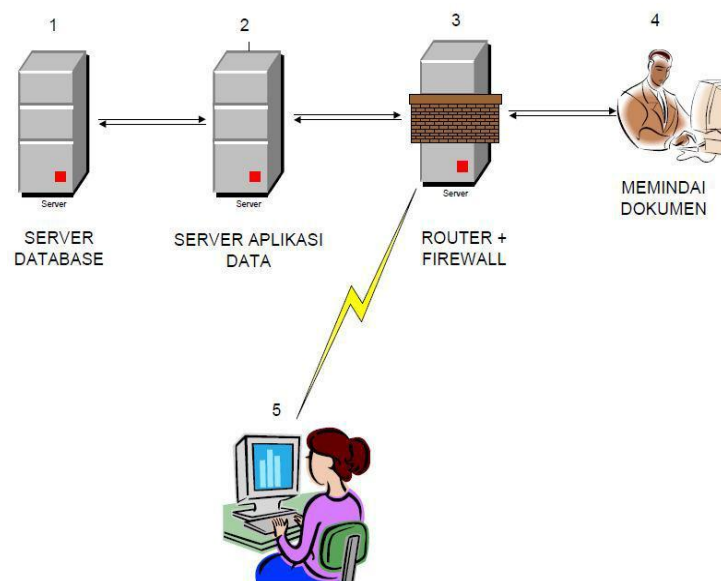 1
2
3
4
Server
Server
Server
SERVER
DATABASE
SERVER APLIKASI
DATA
ROUTER +
FIREWALL
MEMINDAI
DOKUMEN
5